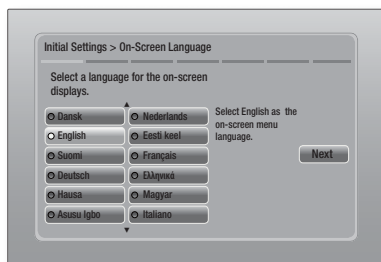 Initial Settings > On-Screen Language
Select a language for the on-screen
displays.
Dansk
Nederlands
English
Eesti keel
Suomi
Français
Deutsch
Ελληνικά
Hausa
Magyar
Asusu Igbo
Italiano
Select English as the
on-screen menu
language.
Next